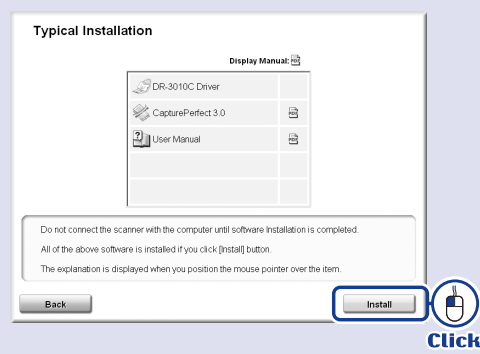 Typical Installation
Display Manual:
DR-3010C Driver
CapturePerfect 3.0
User Manual
Do not connect the scanner with the computer until software Installation is completed.
All of the above software is installed if you click [Install] button.
The explanation is displayed when you position the mouse pointer over the item.
Back
Install
Click